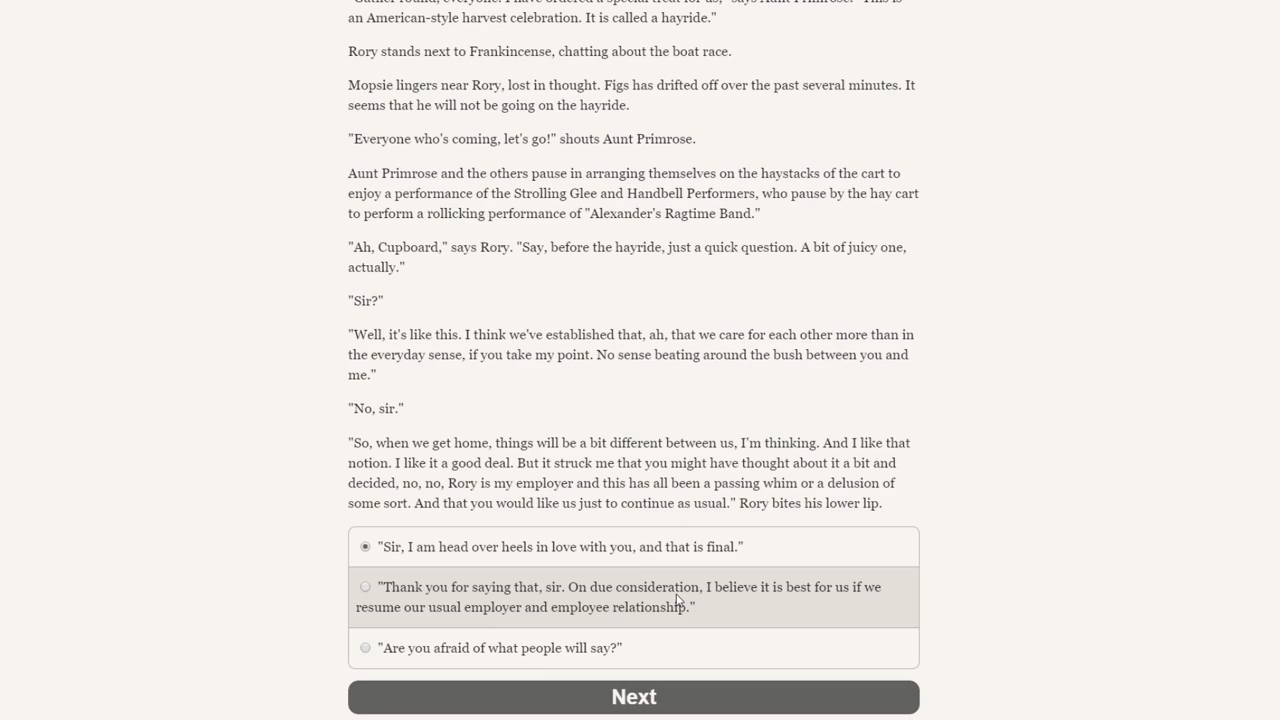 an American-style harvest celebration. It is called a hayride."
Rory stands next to Frankincense, chatting about the boat race.
Mopsie lingers near Rory, lost in thought. Figs has drifted off over the past several minutes. It
seems that he will not be going on the hayride.
"Everyone who's coming, let's go!" shouts Aunt Primrose.
Aunt Primrose and the others pause in arranging themselves on the haystacks of the cart to
enjoy a performance of the Strolling Glee and Handbell Performers, who pause by the hay cart
to perform a rollicking performance of "Alexander's Ragtime Band."
"Ah, Cupboard," says Rory. "Say, before the hayride, just a quick question. A bit of juicy one,
actually."
"Sir?"
"Well, it's like this. I think we've established that, ah, that we care for each other more than in
the everyday sense, if you take my point. No sense beating around the bush between you and
me."
"No, sir."
"So, when we get home, things will be a bit different between us, I'm thinking. And I like that
notion. I like it a good deal. But it struck me that you might have thought about it a bit and
decided, no, no, Rory is my employer and this has all been a passing whim or a delusion of
some sort. And that you would like us just to continue as usual." Rory bites his lower lip.
"Sir, I am head over heels in love with you, and that is final."
"Thank you for saying that, sir. On due consideration, I believe it is best for us if we
resume our usual employer and employee relationship."
"Are you afraid of what people will say?"
Next